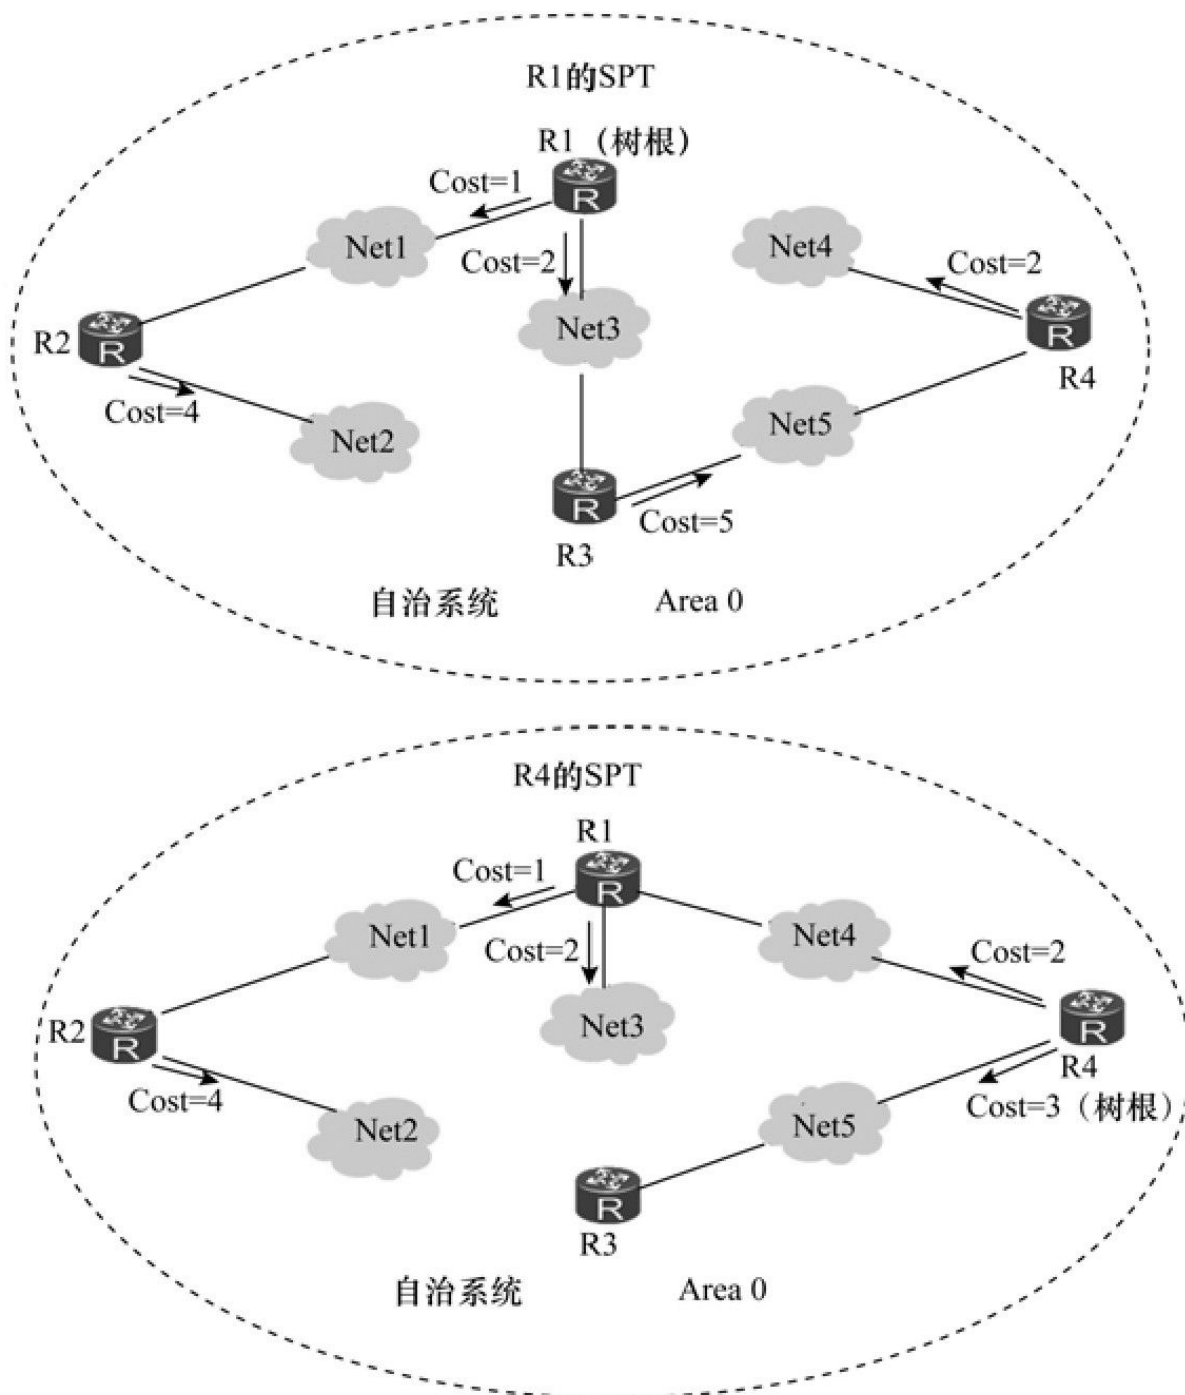 R1的SPT
R1（树根）
Cost=1
Net1
Cost=2
Net4
Cost=2
R
R2
R
Net3
R
R4
Cost=4
Net2
Net5
R
Cost=5
R3
自治系统 Area 0
R4的SPT
R1
Cost=1
R
Net1
Cost=2
Net4
Cost=2
R2
R
Net3
R
R4
Cost=4
Cost=3（树根）
Net2
Net5
R
R3
自治系统 Area 0